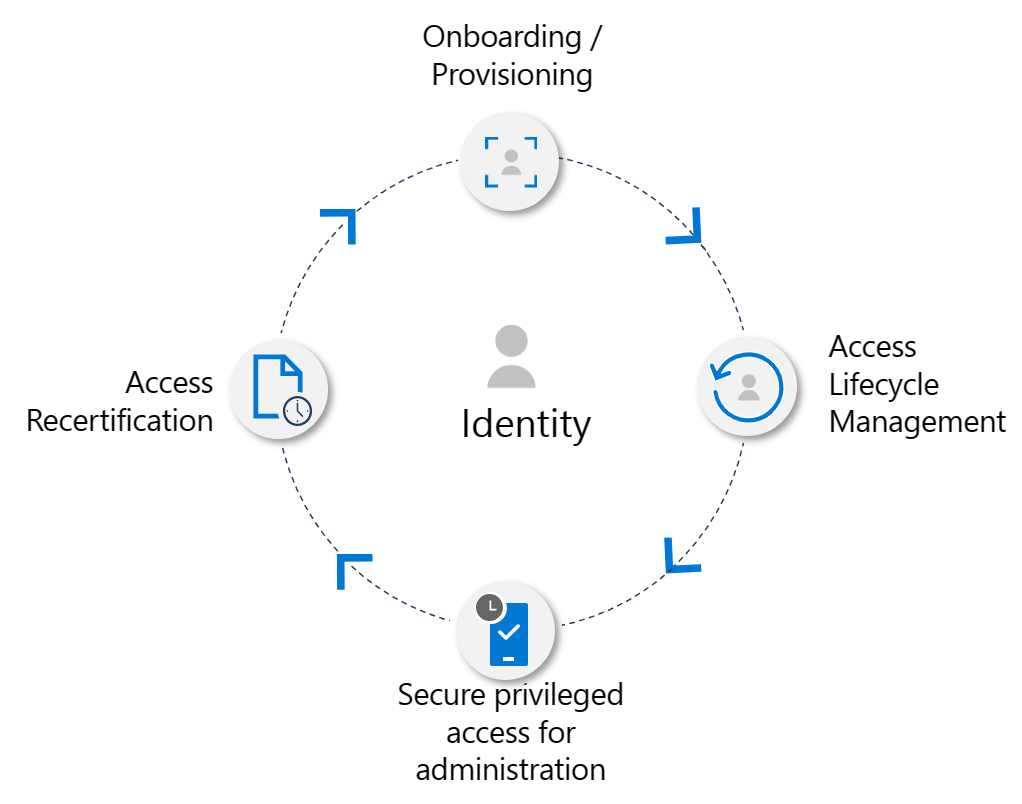 Onboarding /
Provisioning
Access
Lifecycle
Management
Identity
Access
Recertification
Secure privileged
access for
administration